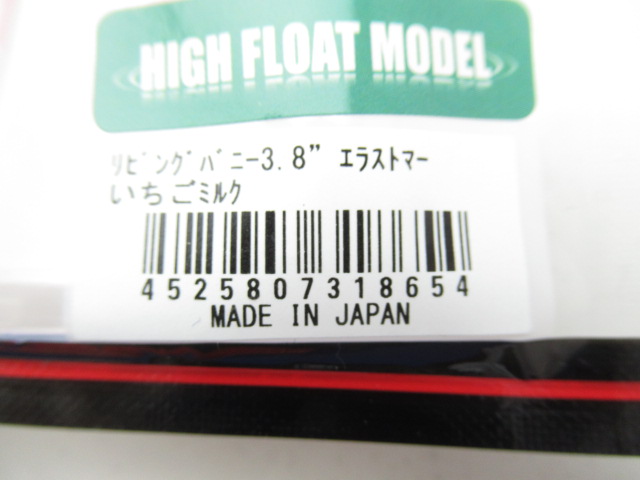 HIGH FLOAT MODEL
ﾘﾋﾞﾝｸﾞﾊﾞﾆｰ3.8” ｴﾗｽﾄﾏｰ
いちごﾐﾙｸ
4525807318654
MADE IN JAPAN